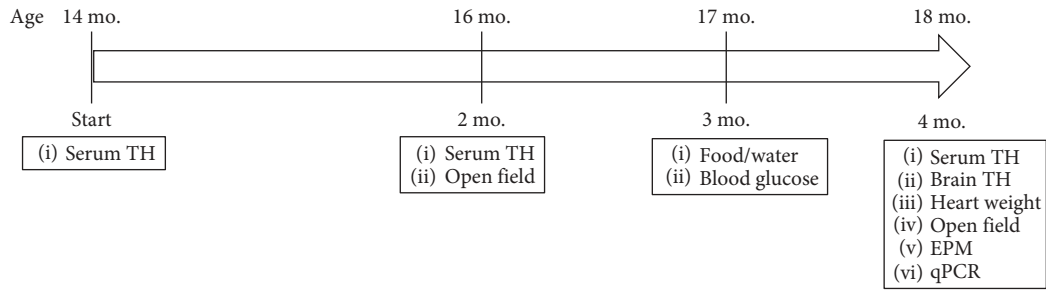 Age 14 mo. 16 mo. 17 mo. 18 mo.
Start 2 mo. 3 mo. 4 mo.
(i) Serum TH
(i) Serum TH
(ii) Open field
(i) Food/water
(ii) Blood glucose
(i) Serum TH
(ii) Brain TH
(iii) Heart weight
(iv) Open field
(v) EPM
(vi) qPCR